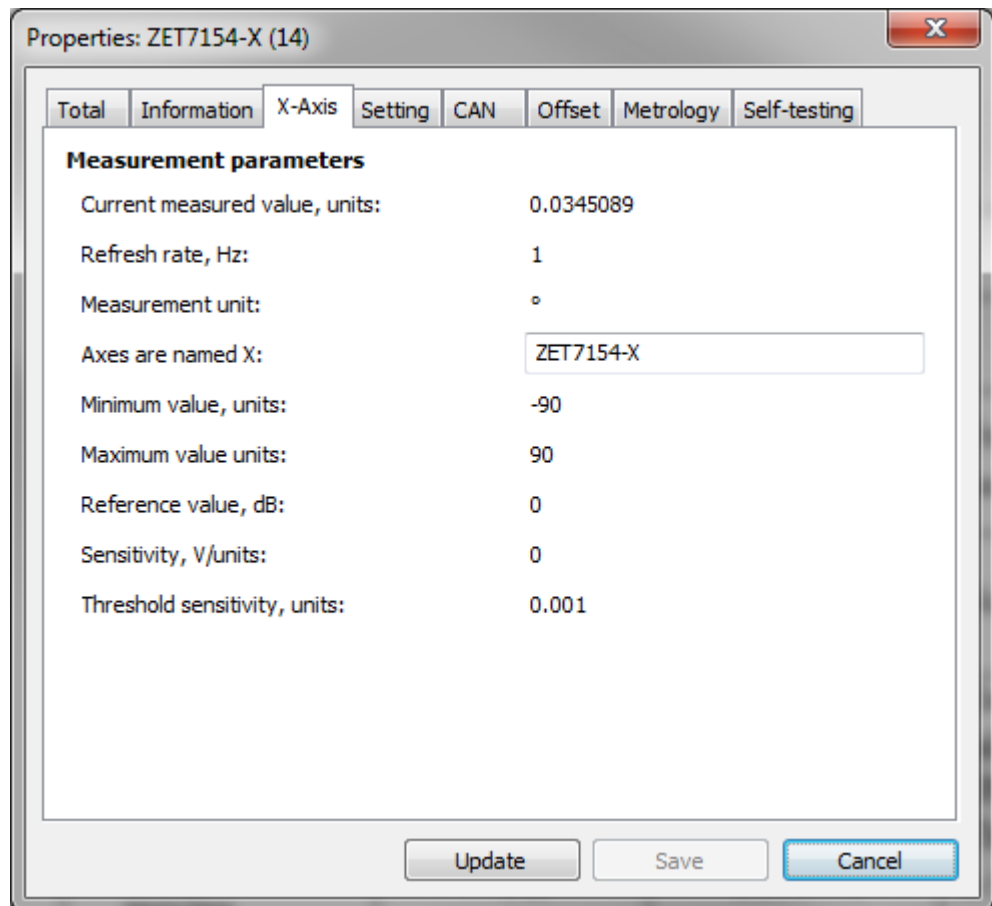 Properties: ZET7154-X (14)
Total Information X-Axis Setting CAN Offset Metrology Self-testing
Measurement parameters
Current measured value, units: 0.0345089
Refresh rate, Hz: 1
Measurement unit: °
Axes are named X: ZET7154-X
Minimum value, units: -90
Maximum value units: 90
Reference value, dB: 0
Sensitivity, V/units: 0
Threshold sensitivity, units: 0.001
Update Save Cancel